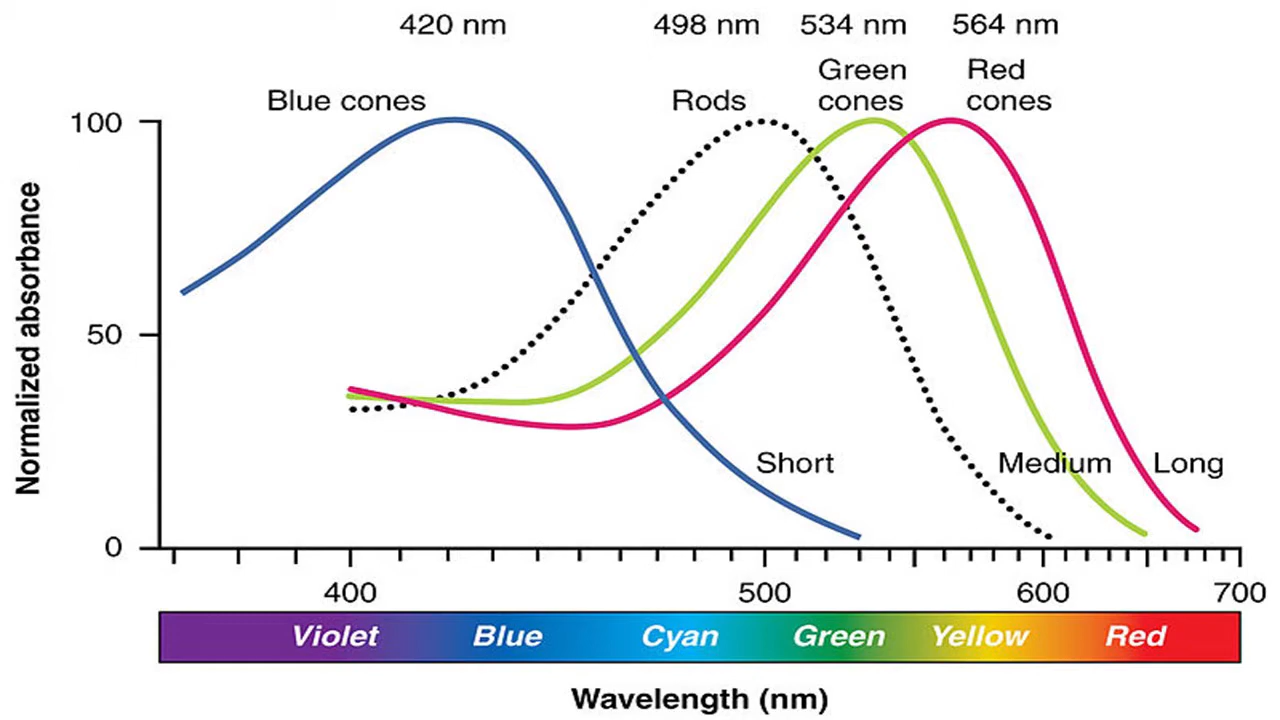 420 nm 498 nm 534 nm 564 nm
Blue cones
Rods
Green
cones
Red
cones
100
50
0
Normalized absorbance
Short
Medium
Long
400 500 600 700
Violet Blue Cyan Green Yellow Red
Wavelength (nm)